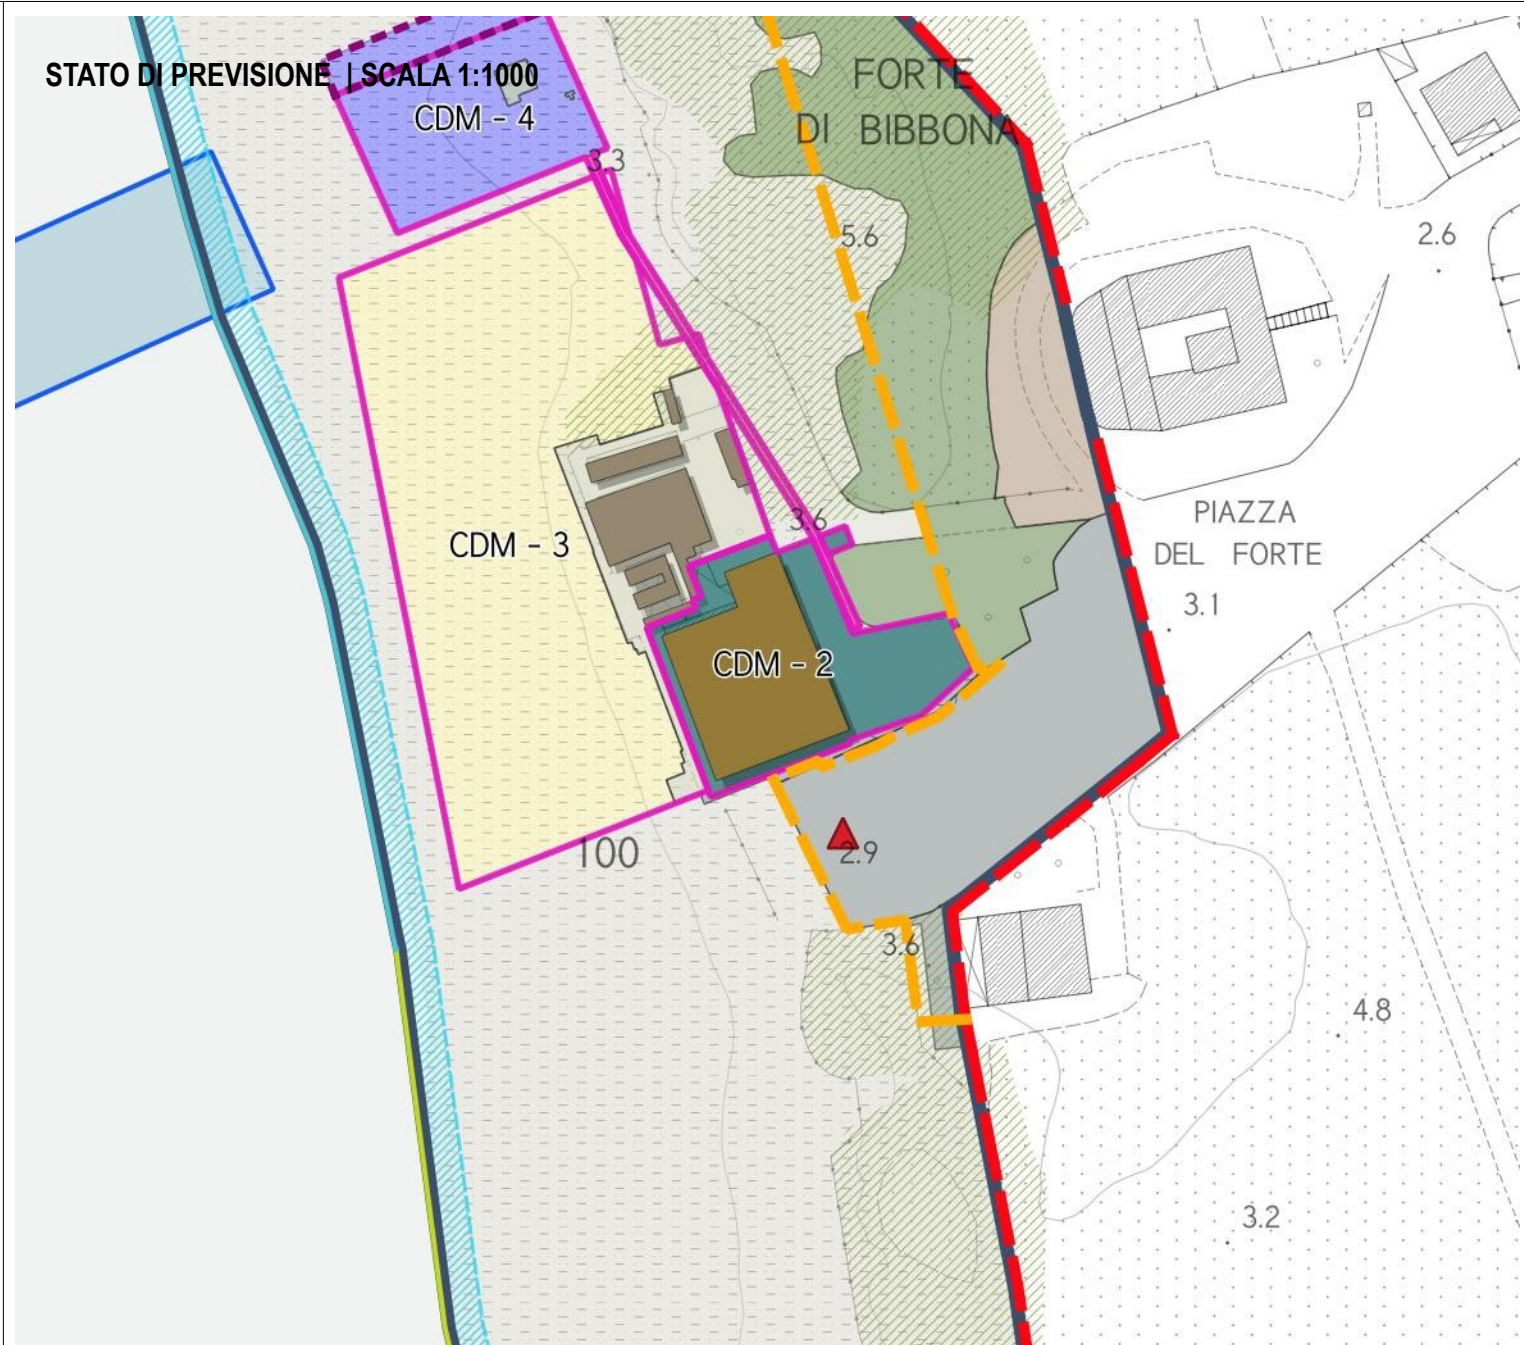 STATO DI PREVISIONE | SCALA 1:1000
FORTE
DI BIBBONA
CDM - 4
3.3
5.6
2.6
PIAZZA
DEL FORTE
3.6
CDM - 3
3.1
CDM - 2
100
2.9
3.6
4.8
3.2